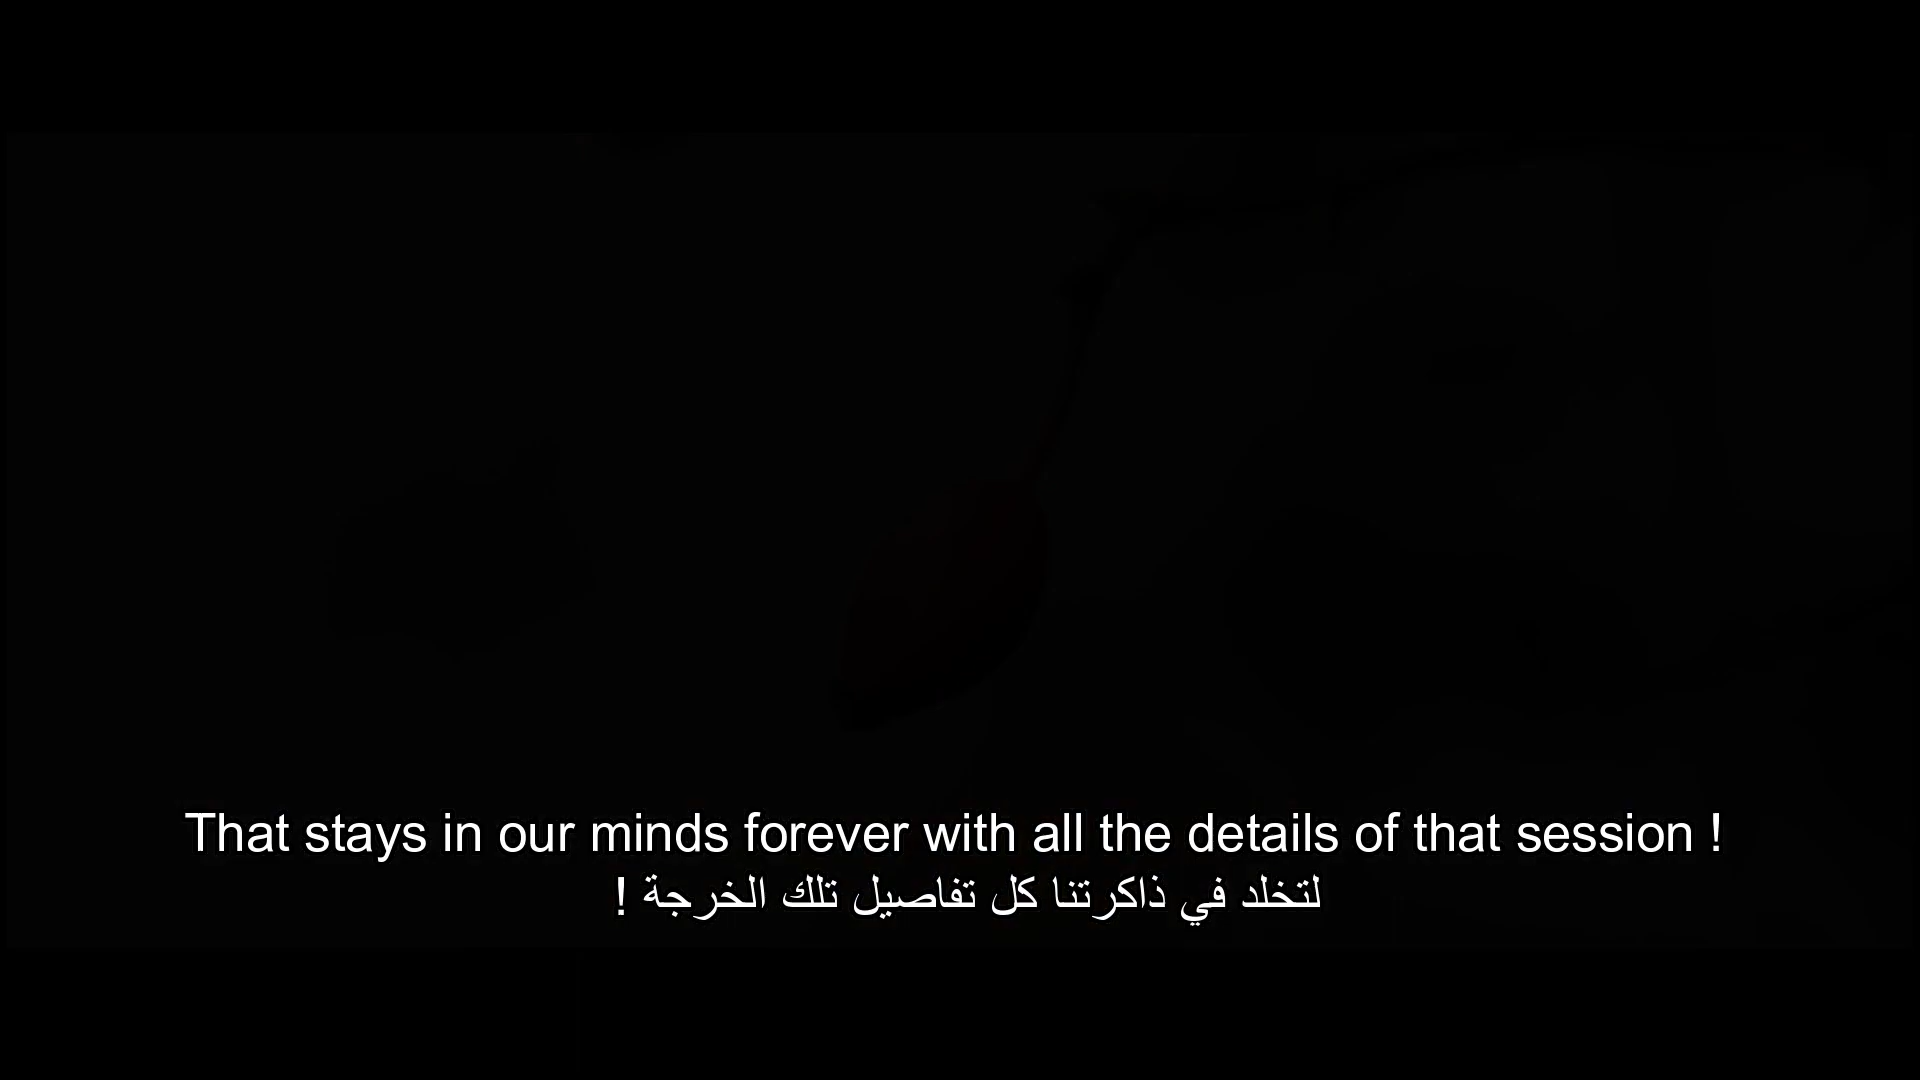 That stays in our minds forever with all the details of that session !
لتخلد في ذاكرتنا كل تفاصيل تلك الخرجة !